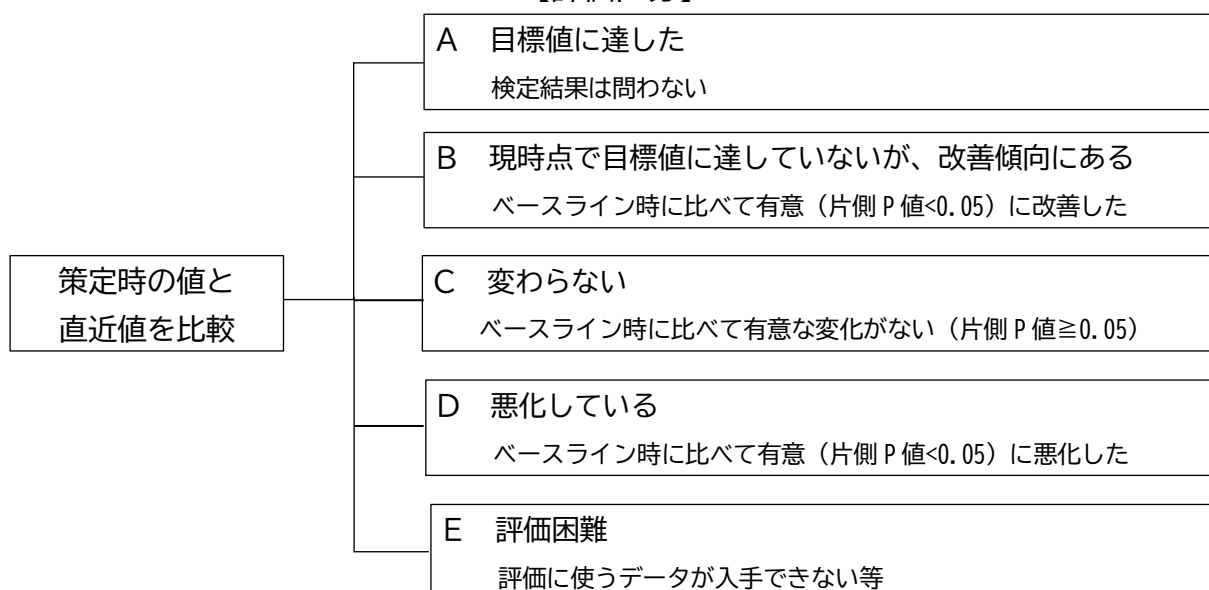 A 目標値に達した
検定結果は問わない
B 現時点で目標値に達していないが、改善傾向にある
ベースライン時に比べて有意（片側 P 値<0.05）に改善した
策定時の値と
直近値を比較
C 変わらない
ベースライン時に比べて有意な変化がない（片側 P 値≧0.05）
D 悪化している
ベースライン時に比べて有意（片側 P 値<0.05）に悪化した
E 評価困難
評価に使うデータが入手できない等